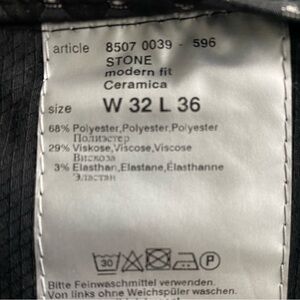 article 8507 0039 - 596
STONE
modern fit
Ceramica
size W 32 L 36
68% Polyester,Polyester,Polyester
Полиэстер
29% Viskose,Viscose,Viscose
Вискоза
3% Elasthan,Elastane,Élasthanne
Эластан
30 P
Bitte Feinwaschmittel verwenden.
Von links ohne Weichspüler waschen.